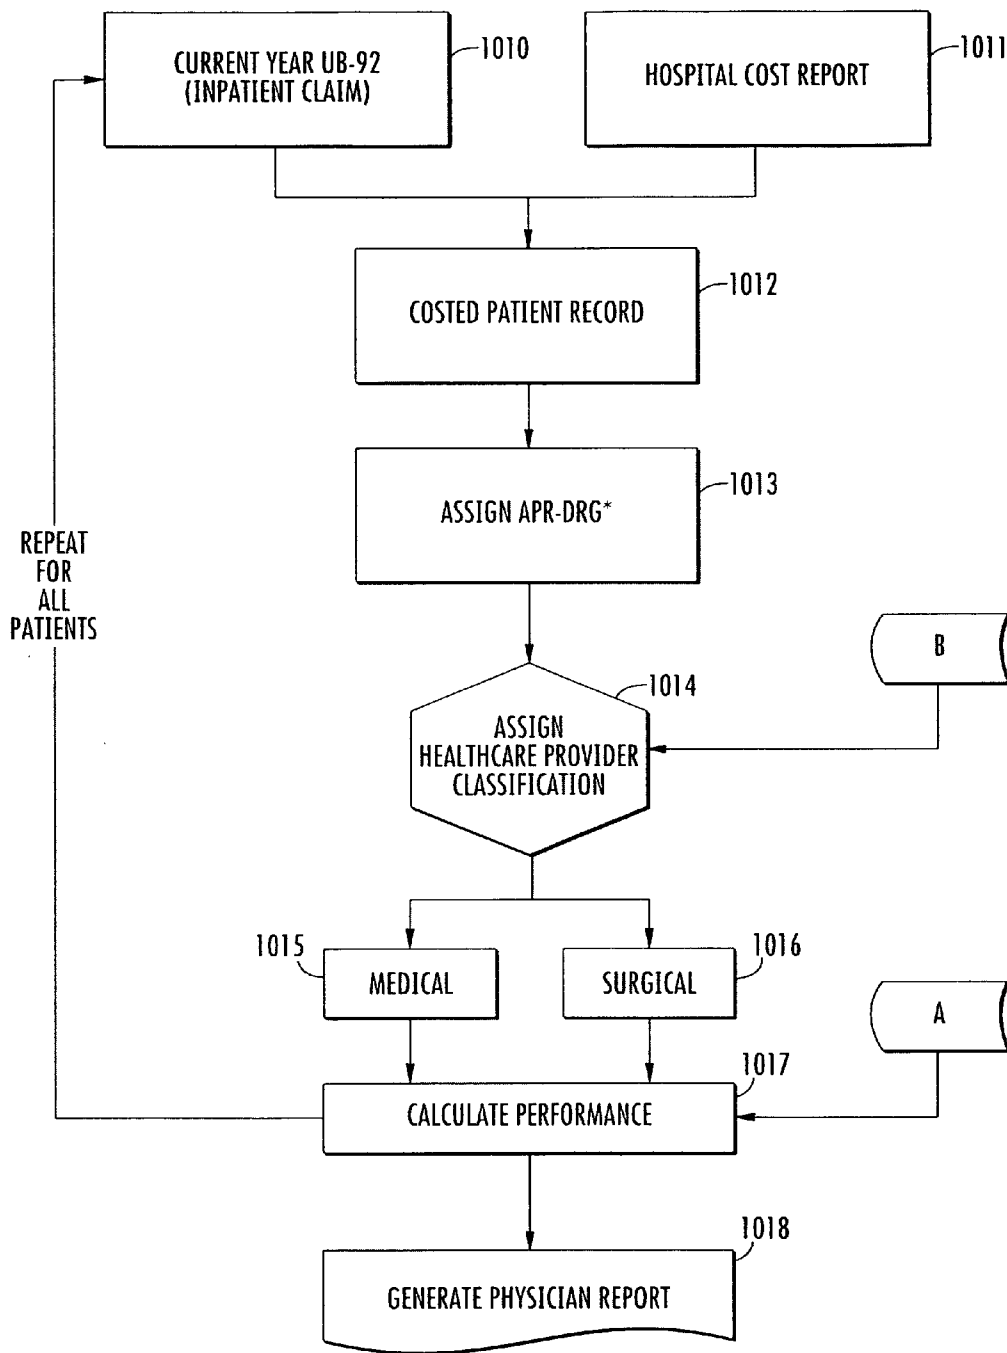 CURRENT YEAR UB-92
(INPATIENT CLAIM)
1010
HOSPITAL COST REPORT
1011
COSTED PATIENT RECORD
1012
ASSIGN APR-DRG*
1013
REPEAT
FOR
ALL
PATIENTS
B
1014
ASSIGN
HEALTHCARE PROVIDER
CLASSIFICATION
1015
MEDICAL
SURGICAL
1016
A
1017
CALCULATE PERFORMANCE
1018
GENERATE PHYSICIAN REPORT